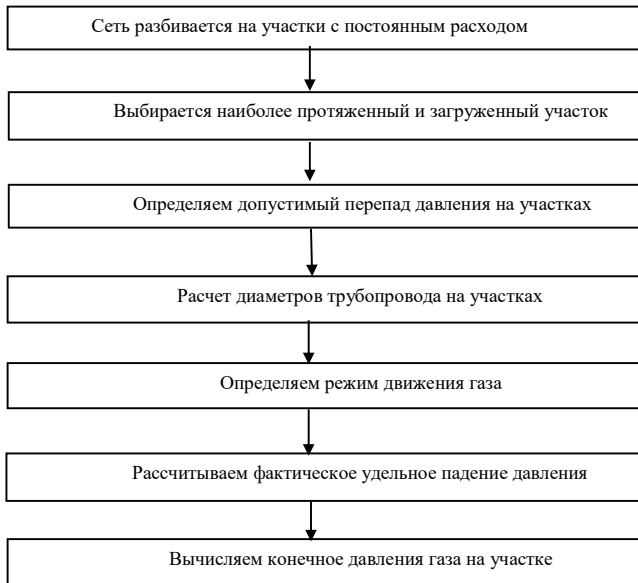 Сеть разбивается на участки с постоянным расходом
Выбирается наиболее протяженный и загруженный участок
Определяем допустимый перепад давления на участках
Расчет диаметров трубопровода на участках
Определяем режим движения газа
Рассчитываем фактическое удельное падение давления
Вычисляем конечное давления газа на участке